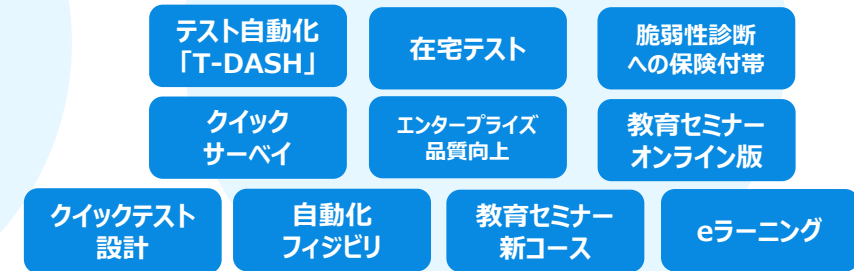 テスト自動化
「T-DASH」
在宅テスト
脆弱性診断
への保険付帯
クイック
サーベイ
エンタープライズ
品質向上
教育セミナー
オンライン版
クイックテスト
設計
自動化
フィジビリ
教育セミナー
新コース
eラーニング